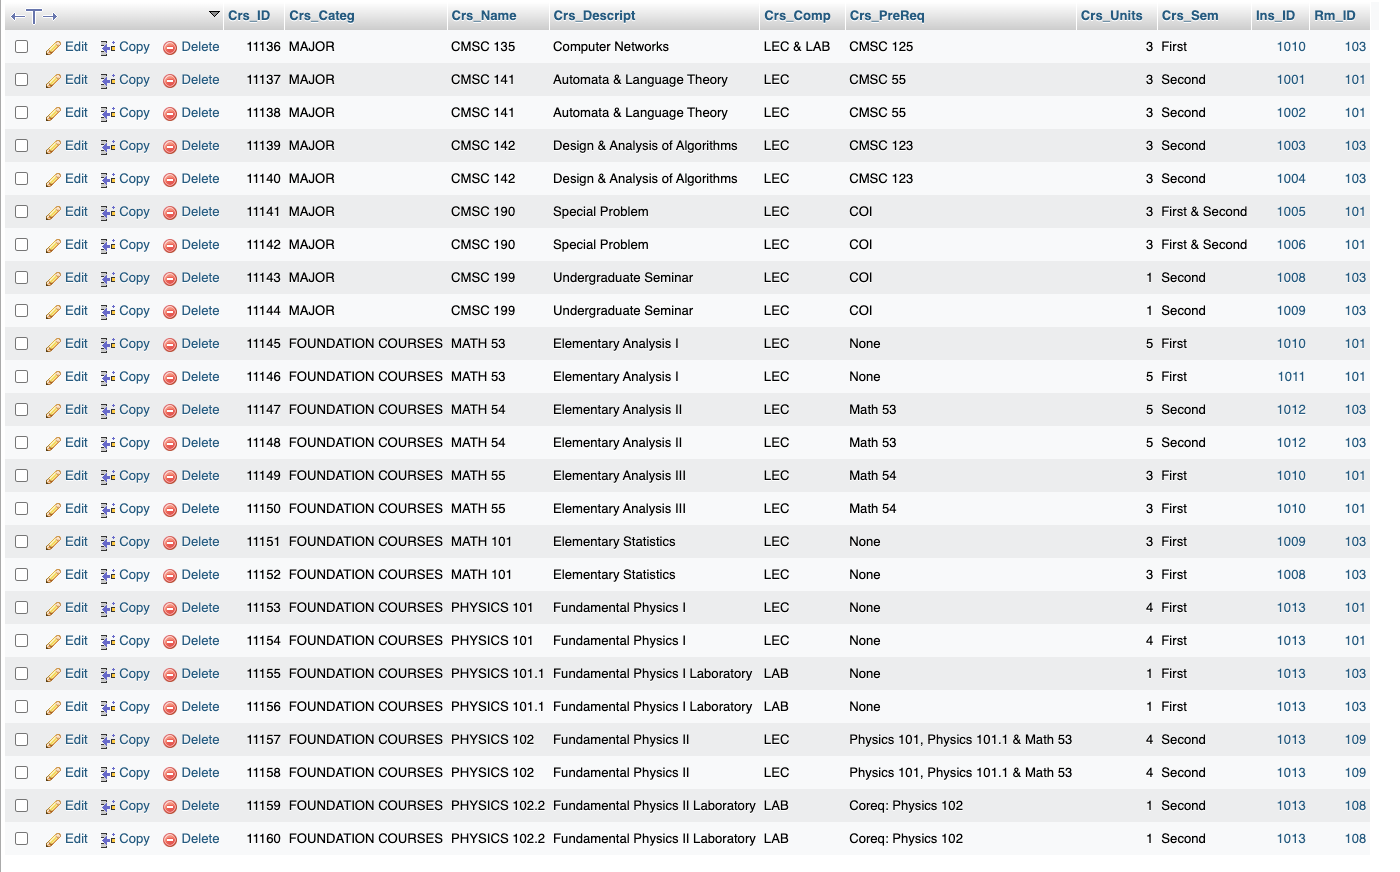 Crs_ID Crs_Categ Crs_Name Crs_Descript Crs_Comp Crs_PreReq Crs_Units Crs_Sem Ins_ID Rm_ID
Edit Copy Delete 11136 MAJOR CMSC 135 Computer Networks LEC & LAB CMSC 125 3 First 1010 103
Edit Copy Delete 11137 MAJOR CMSC 141 Automata & Language Theory LEC CMSC 55 3 Second 1001 101
Edit Copy Delete 11138 MAJOR CMSC 141 Automata & Language Theory LEC CMSC 55 3 Second 1002 101
Edit Copy Delete 11139 MAJOR CMSC 142 Design & Analysis of Algorithms LEC CMSC 123 3 Second 1003 103
Edit Copy Delete 11140 MAJOR CMSC 142 Design & Analysis of Algorithms LEC CMSC 123 3 Second 1004 103
Edit Copy Delete 11141 MAJOR CMSC 190 Special Problem LEC COI 3 First & Second 1005 101
Edit Copy Delete 11142 MAJOR CMSC 190 Special Problem LEC COI 3 First & Second 1006 101
Edit Copy Delete 11143 MAJOR CMSC 199 Undergraduate Seminar LEC COI 1 Second 1008 103
Edit Copy Delete 11144 MAJOR CMSC 199 Undergraduate Seminar LEC COI 1 Second 1009 103
Edit Copy Delete 11145 FOUNDATION COURSES MATH 53 Elementary Analysis I LEC None 5 First 1010 101
Edit Copy Delete 11146 FOUNDATION COURSES MATH 53 Elementary Analysis I LEC None 5 First 1011 101
Edit Copy Delete 11147 FOUNDATION COURSES MATH 54 Elementary Analysis II LEC Math 53 5 Second 1012 103
Edit Copy Delete 11148 FOUNDATION COURSES MATH 54 Elementary Analysis II LEC Math 53 5 Second 1012 103
Edit Copy Delete 11149 FOUNDATION COURSES MATH 55 Elementary Analysis III LEC Math 54 3 First 1010 101
Edit Copy Delete 11150 FOUNDATION COURSES MATH 55 Elementary Analysis III LEC Math 54 3 First 1010 101
Edit Copy Delete 11151 FOUNDATION COURSES MATH 101 Elementary Statistics LEC None 3 First 1009 103
Edit Copy Delete 11152 FOUNDATION COURSES MATH 101 Elementary Statistics LEC None 3 First 1008 103
Edit Copy Delete 11153 FOUNDATION COURSES PHYSICS 101 Fundamental Physics I LEC None 4 First 1013 101
Edit Copy Delete 11154 FOUNDATION COURSES PHYSICS 101 Fundamental Physics I LEC None 4 First 1013 101
Edit Copy Delete 11155 FOUNDATION COURSES PHYSICS 101.1 Fundamental Physics I Laboratory LAB None 1 First 1013 103
Edit Copy Delete 11156 FOUNDATION COURSES PHYSICS 101.1 Fundamental Physics I Laboratory LAB None 1 First 1013 103
Edit Copy Delete 11157 FOUNDATION COURSES PHYSICS 102 Fundamental Physics II LEC Physics 101, Physics 101.1 & Math 53 4 Second 1013 109
Edit Copy Delete 11158 FOUNDATION COURSES PHYSICS 102 Fundamental Physics II LEC Physics 101, Physics 101.1 & Math 53 4 Second 1013 109
Edit Copy Delete 11159 FOUNDATION COURSES PHYSICS 102.2 Fundamental Physics II Laboratory LAB Coreq: Physics 102 1 Second 1013 108
Edit Copy Delete 11160 FOUNDATION COURSES PHYSICS 102.2 Fundamental Physics II Laboratory LAB Coreq: Physics 102 1 Second 1013 108